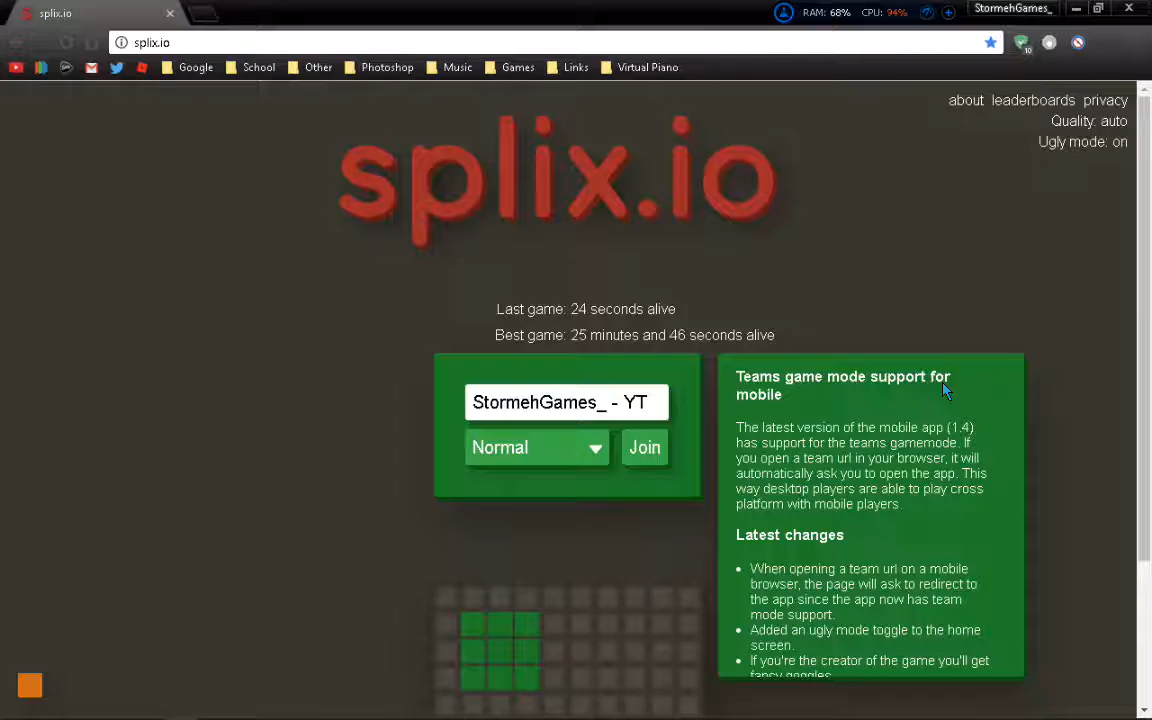 splix.io
RAM: 68% CPU: 94% StormehGames_
splix.io
10
Google School Other Photoshop Music Games Links Virtual Piano
about leaderboards privacy
Quality: auto
Ugly mode: on
splix.io
Last game: 24 seconds alive
Best game: 25 minutes and 46 seconds alive
StormehGames_ - YT
Normal Join
Teams game mode support for
mobile
The latest version of the mobile app (1.4)
has support for the teams gamemode. If
you open a team url in your browser, it will
automatically ask you to open the app. This
way desktop players are able to play cross
platform with mobile players.
Latest changes
• When opening a team url on a mobile
browser, the page will ask to redirect to
the app since the app now has team
mode support.
• Added an ugly mode toggle to the home
screen.
• If you're the creator of the game you'll get
fancy goggles.